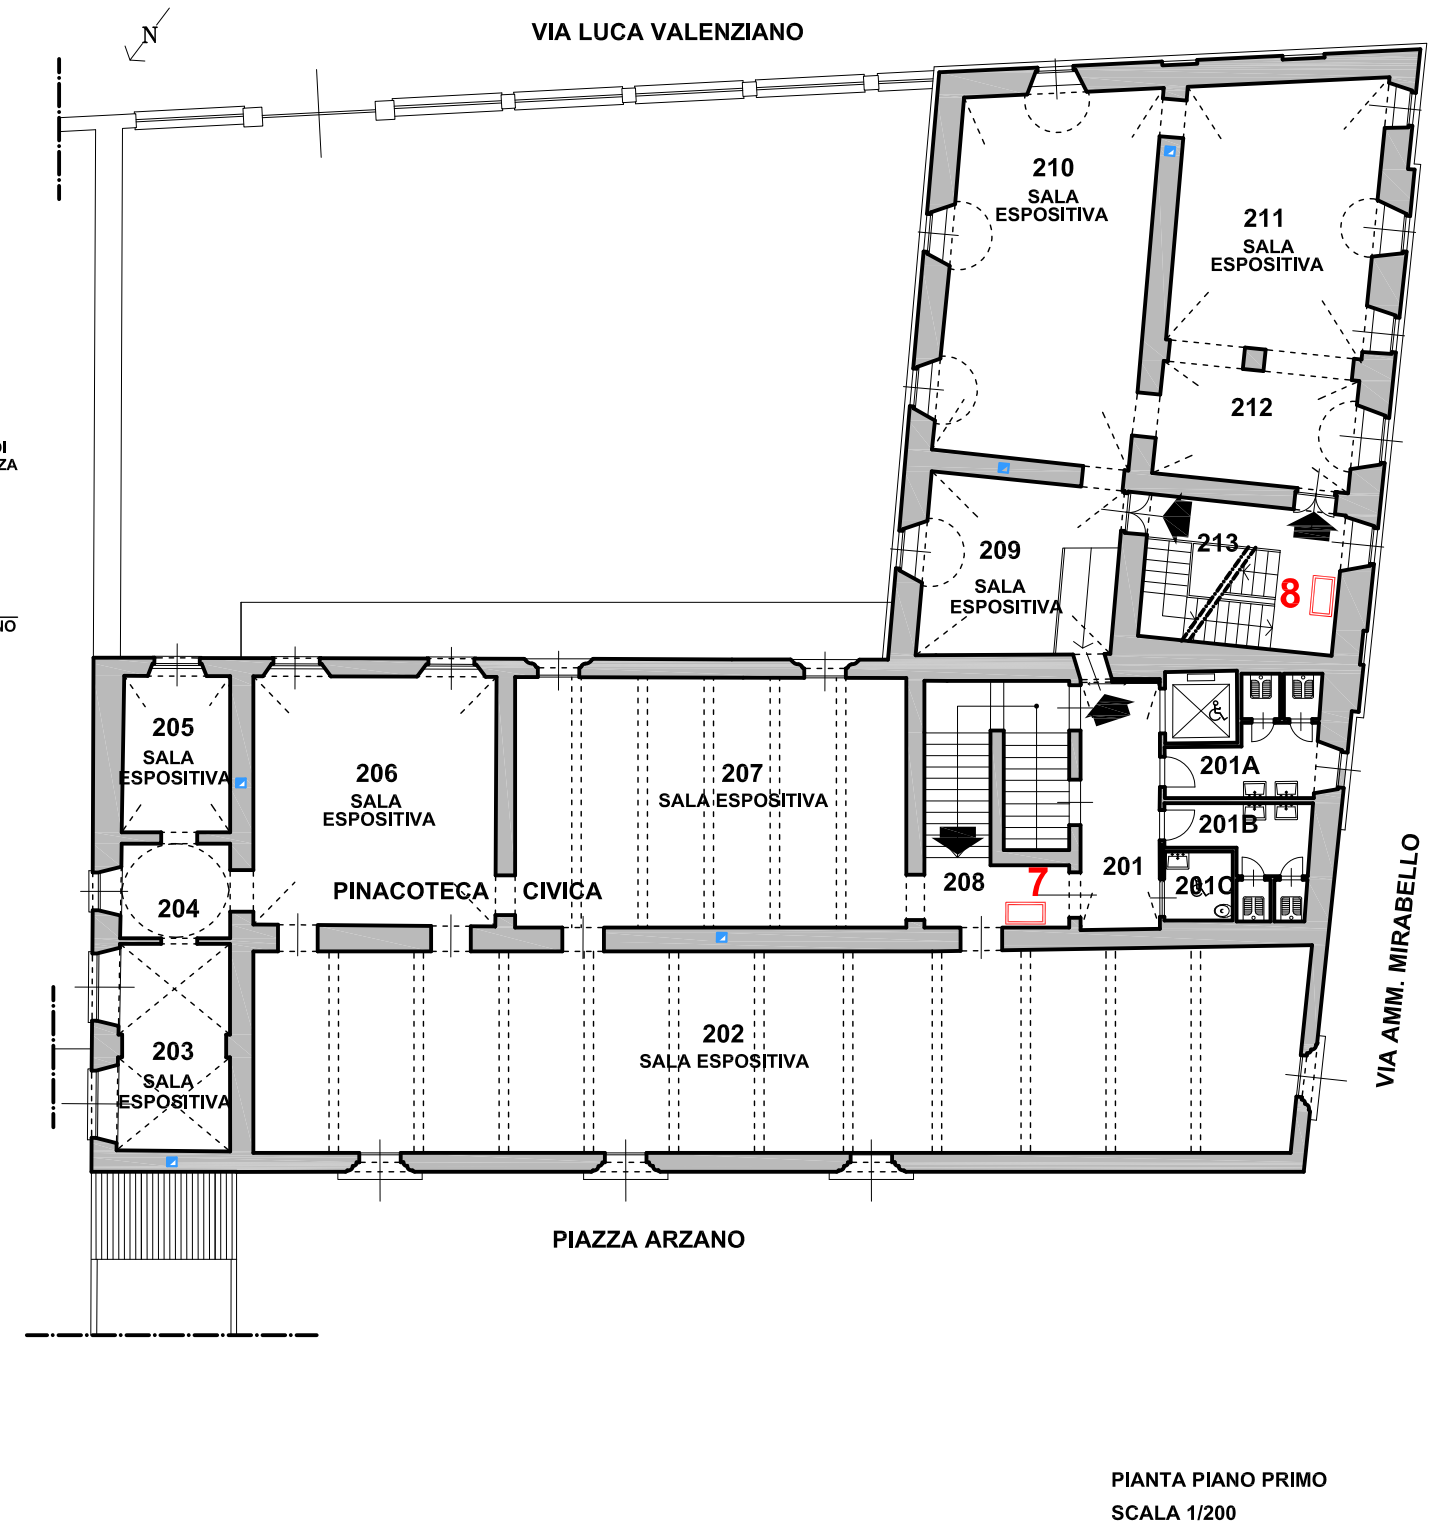 N
VIA LUCA VALENZIANO
210
SALA
ESPOSITIVA
211
SALA
ESPOSITIVA
212
209
SALA
ESPOSITIVA
213
8
205
SALA
ESPOSITIVA
206
SALA
ESPOSITIVA
207
SALA ESPOSITIVA
201A
201B
201C
201
208
7
PINACOTECA CIVICA
204
203
SALA
ESPOSITIVA
202
SALA ESPOSITIVA
VIA AMM. MIRABELLO
PIAZZA ARZANO
PIANTA PIANO PRIMO
SCALA 1/200